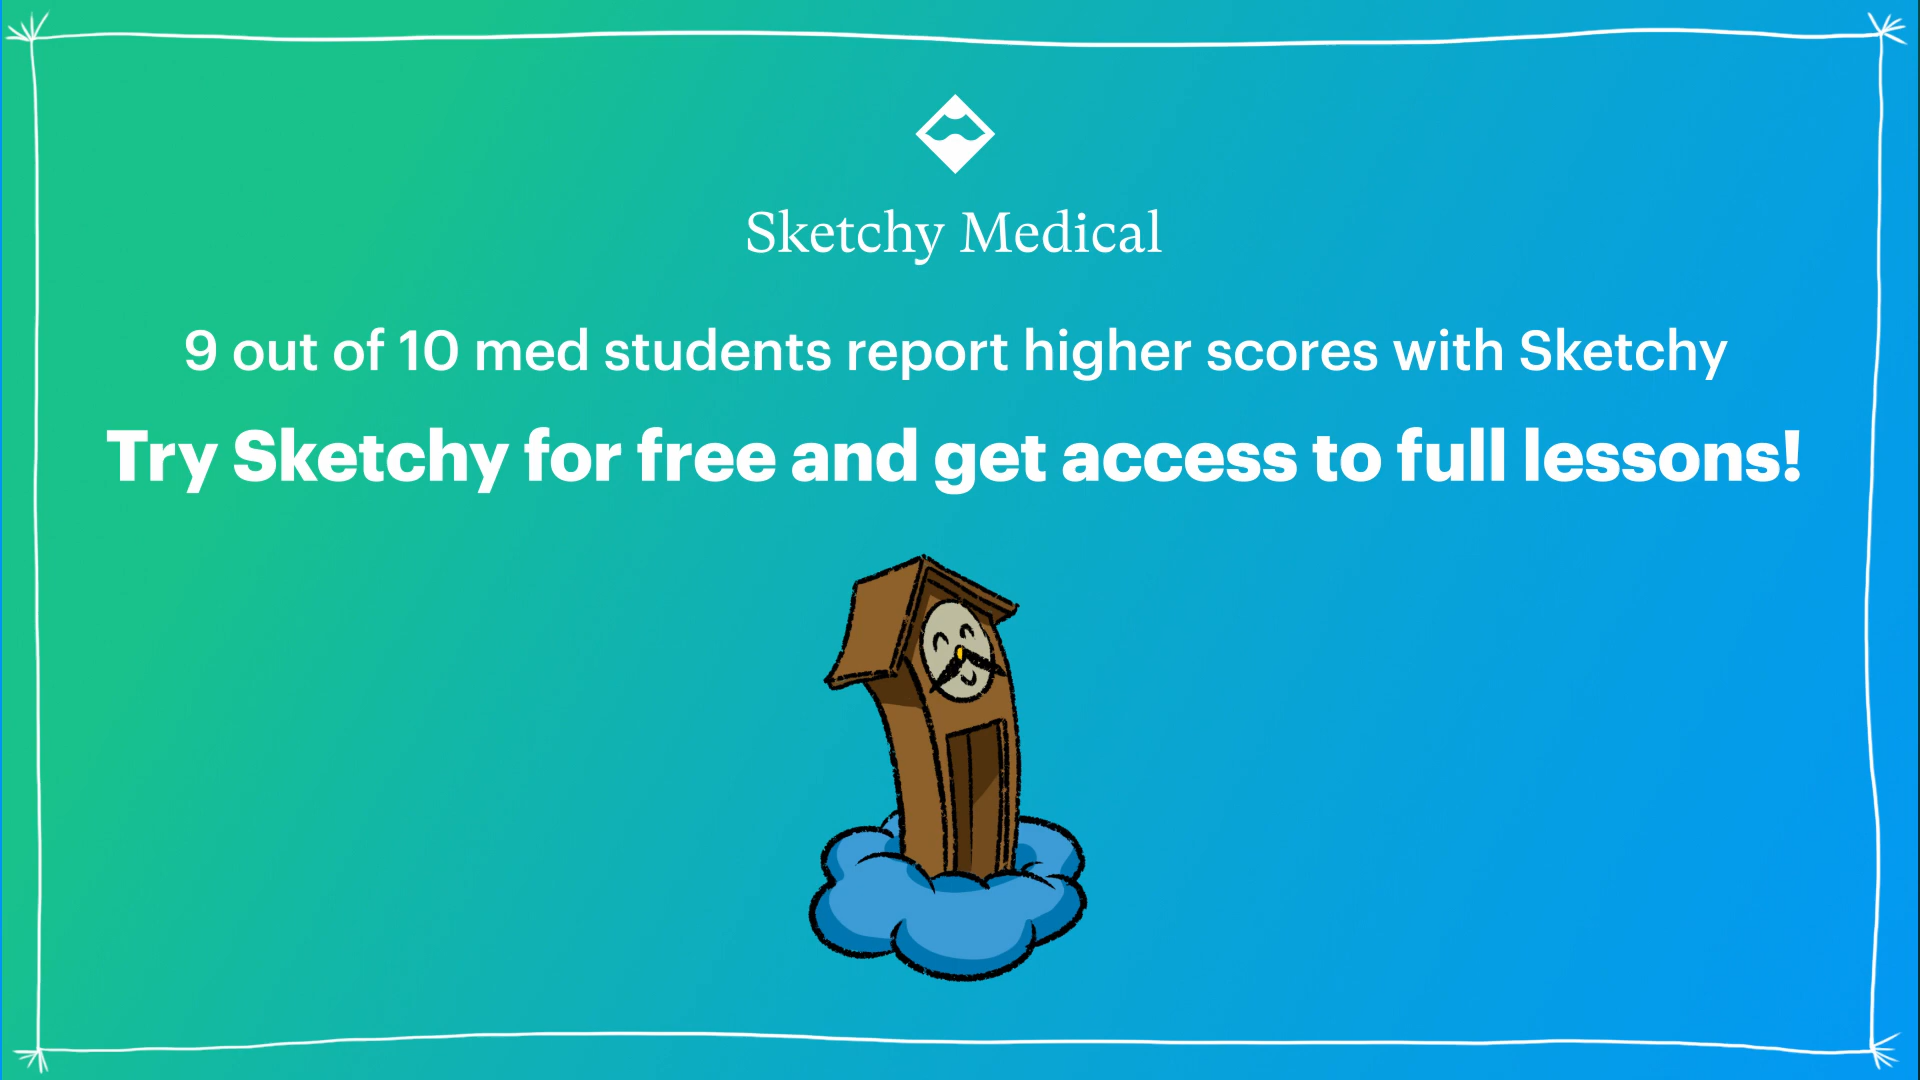 Sketchy Medical
9 out of 10 med students report higher scores with Sketchy
Try Sketchy for free and get access to full lessons!